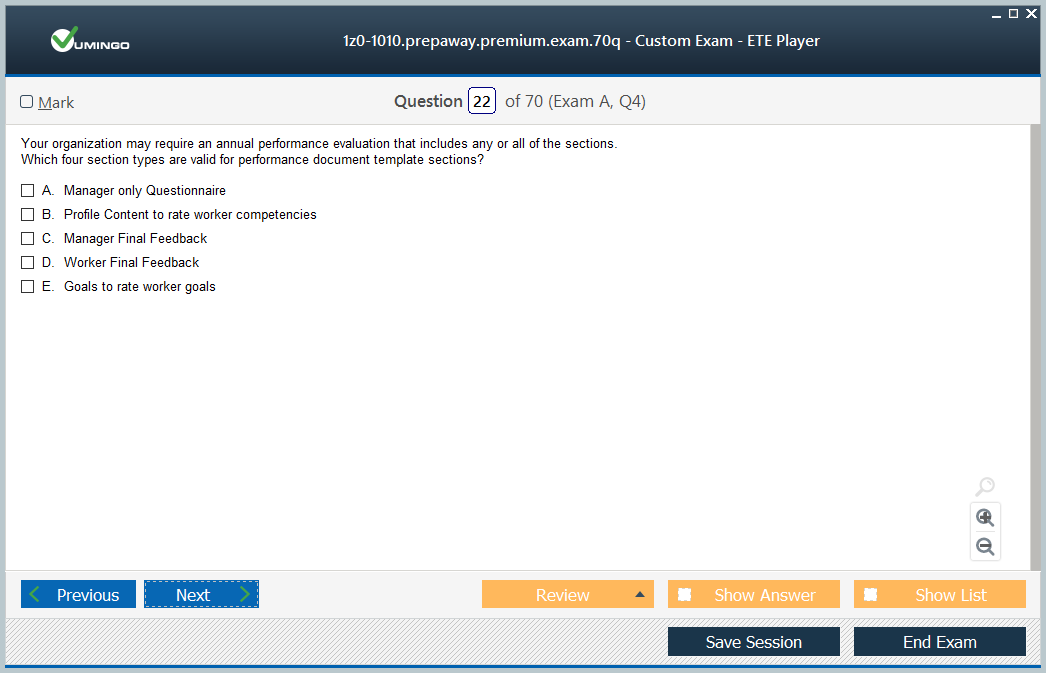 VUMINGO
1z0-1010.prepaway.premium.exam.70q - Custom Exam - ETE Player
Mark
Question 22 of 70 (Exam A, Q4)
Your organization may require an annual performance evaluation that includes any or all of the sections.
Which four section types are valid for performance document template sections?
A. Manager only Questionnaire
B. Profile Content to rate worker competencies
C. Manager Final Feedback
D. Worker Final Feedback
E. Goals to rate worker goals
Previous
Next
Review
Show Answer
Show List
Save Session
End Exam